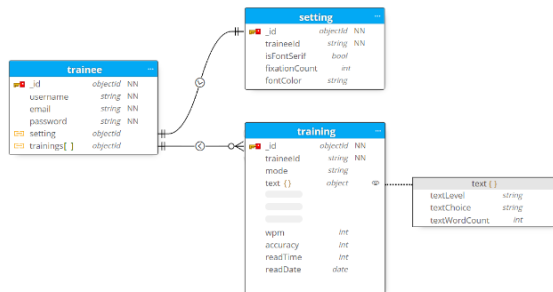 setting
_id objectId NN
traineeId string NN
isFontSerif bool
fixationCount int
fontColor string
trainee
_id objectid NN
username string NN
email string NN
password string NN
setting objectid
trainings[ ] objectid
training
_id objectID NN
traineeId string NN
mode string
text {} object
wpm int
accuracy int
readTime int
readDate date
text {}
textLevel string
textChoice string
textWordCount int